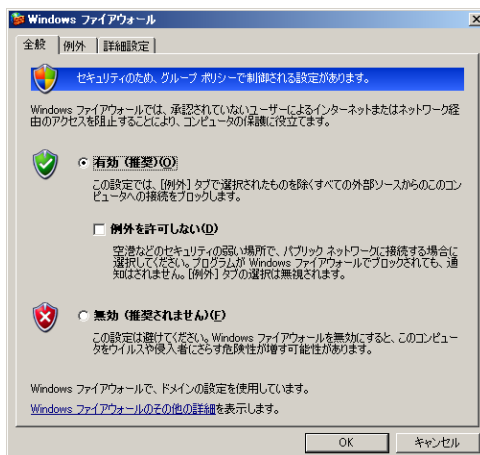 Windows ファイアウォール
全般 例外 詳細設定
セキュリティのため、グループ ポリシーで制御される設定があります。
Windows ファイアウォールでは、承認されていないユーザーによるインターネットまたはネットワーク経
由のアクセスを阻止することにより、コンピュータの保護に役立てます。
有効 (推奨)(O)
この設定では、[例外] タブで選択されたものを除くすべての外部ソースからのこのコン
ピュータへの接続をブロックします。
例外を許可しない(D)
空港などのセキュリティの弱い場所で、パブリック ネットワークに接続する場合に
選択してください。プログラムが Windows ファイアウォールでブロックされても、通
知はされません。[例外] タブの選択は無視されます。
無効 (推奨されません)(F)
この設定は避けてください。Windows ファイアウォールを無効にすると、このコンピュー
タをウイルスや侵入者にさらす危険性が増す可能性があります。
Windows ファイアウォールで、ドメインの設定を使用しています。
Windows ファイアウォールのその他の詳細を表示します。
OK キャンセル